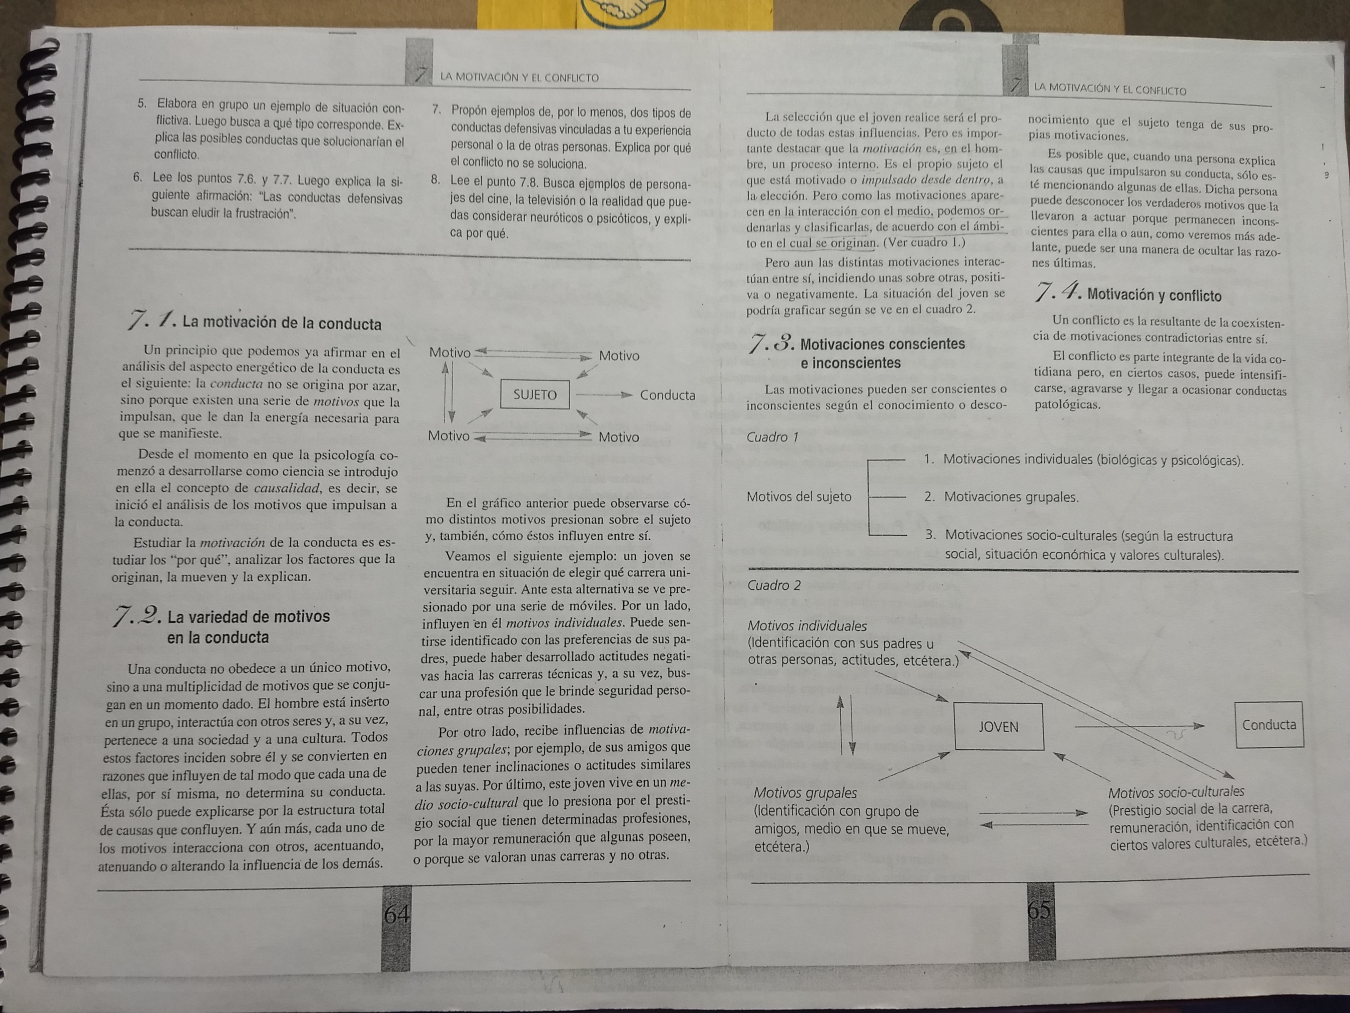 7 LA MOTIVACIÓN Y EL CONFLICTO
5. Elabora en grupo un ejemplo de situación con-
flictiva. Luego busca a qué tipo corresponde. Ex-
plica las posibles conductas que solucionarían el
conflicto.
6. Lee los puntos 7.6. y 7.7. Luego explica la si-
guiente afirmación: "Las conductas defensivas
buscan eludir la frustración".
7. Propón ejemplos de, por lo menos, dos tipos de
conductas defensivas vinculadas a tu experiencia
personal o la de otras personas. Explica por qué
el conflicto no se soluciona.
8. Lee el punto 7.8. Busca ejemplos de persona-
jes del cine, la televisión o la realidad que pue-
das considerar neuróticos o psicóticos, y expli-
ca por qué.
7.1. La motivación de la conducta
Un principio que podemos ya afirmar en el
análisis del aspecto energético de la conducta es
el siguiente: la conducta no se origina por azar,
sino porque existen una serie de motivos que la
impulsan, que le dan la energía necesaria para
que se manifieste.
Desde el momento en que la psicología co-
menzó a desarrollarse como ciencia se introdujo
en ella el concepto de causalidad, es decir, se
inició el análisis de los motivos que impulsan a
la conducta.
Estudiar la motivación de la conducta es es-
tudiar los “por qué”, analizar los factores que la
originan, la mueven y la explican.
7.2. La variedad de motivos
en la conducta
Una conducta no obedece a un único motivo,
sino a una multiplicidad de motivos que se conju-
gan en un momento dado. El hombre está inserto
en un grupo, interactúa con otros seres y, a su vez,
pertenece a una sociedad y a una cultura. Todos
estos factores inciden sobre él y se convierten en
razones que influyen de tal modo que cada una de
ellas, por sí misma, no determina su conducta.
Ésta sólo puede explicarse por la estructura total
de causas que confluyen. Y aún más, cada uno de
los motivos interacciona con otros, acentuando,
atenuando o alterando la influencia de los demás.
Motivo Motivo
SUJETO Conducta
Motivo Motivo
En el gráfico anterior puede observarse có-
mo distintos motivos presionan sobre el sujeto
y, también, cómo éstos influyen entre sí.
Veamos el siguiente ejemplo: un joven se
encuentra en situación de elegir qué carrera uni-
versitaria seguir. Ante esta alternativa se ve pre-
sionado por una serie de móviles. Por un lado,
influyen en él motivos individuales. Puede sen-
tirse identificado con las preferencias de sus pa-
dres, puede haber desarrollado actitudes negati-
vas hacia las carreras técnicas y, a su vez, bus-
car una profesión que le brinde seguridad perso-
nal, entre otras posibilidades.
Por otro lado, recibe influencias de motiva-
ciones grupales; por ejemplo, de sus amigos que
pueden tener inclinaciones o actitudes similares
a las suyas. Por último, este joven vive en un me-
dio socio-cultural que lo presiona por el presti-
gio social que tienen determinadas profesiones,
por la mayor remuneración que algunas poseen,
o porque se valoran unas carreras y no otras.
64
7 LA MOTIVACIÓN Y EL CONFLICTO
La selección que el joven realice será el pro-
ducto de todas estas influencias. Pero es impor-
tante destacar que la motivación es, en el hom-
bre, un proceso interno. Es el propio sujeto el
que está motivado o impulsado desde dentro, a
la elección. Pero como las motivaciones apare-
cen en la interacción con el medio, podemos or-
denarlas y clasificarlas, de acuerdo con el ámbi-
to en el cual se originan. (Ver cuadro 1.)
Pero aun las distintas motivaciones interac-
túan entre sí, incidiendo unas sobre otras, positi-
va o negativamente. La situación del joven se
podría graficar según se ve en el cuadro 2.
7.3. Motivaciones conscientes
e inconscientes
Las motivaciones pueden ser conscientes o
inconscientes según el conocimiento o desco-
nocimiento que el sujeto tenga de sus pro-
pias motivaciones.
Es posible que, cuando una persona explica
las causas que impulsaron su conducta, sólo es-
té mencionando algunas de ellas. Dicha persona
puede desconocer los verdaderos motivos que la
llevaron a actuar porque permanecen incons-
cientes para ella o aun, como veremos más ade-
lante, puede ser una manera de ocultar las razo-
nes últimas.
7.4. Motivación y conflicto
Un conflicto es la resultante de la coexisten-
cia de motivaciones contradictorias entre sí.
El conflicto es parte integrante de la vida co-
tidiana pero, en ciertos casos, puede intensifi-
carse, agravarse y llegar a ocasionar conductas
patológicas.
Cuadro 1
Motivos del sujeto
1. Motivaciones individuales (biológicas y psicológicas).
2. Motivaciones grupales.
3. Motivaciones socio-culturales (según la estructura
social, situación económica y valores culturales).
Cuadro 2
Motivos individuales
(Identificación con sus padres u
otras personas, actitudes, etcétera.)
JOVEN Conducta
Motivos grupales
(Identificación con grupo de
amigos, medio en que se mueve,
etcétera.)
Motivos socio-culturales
(Prestigio social de la carrera,
remuneración, identificación con
ciertos valores culturales, etcétera.)
65